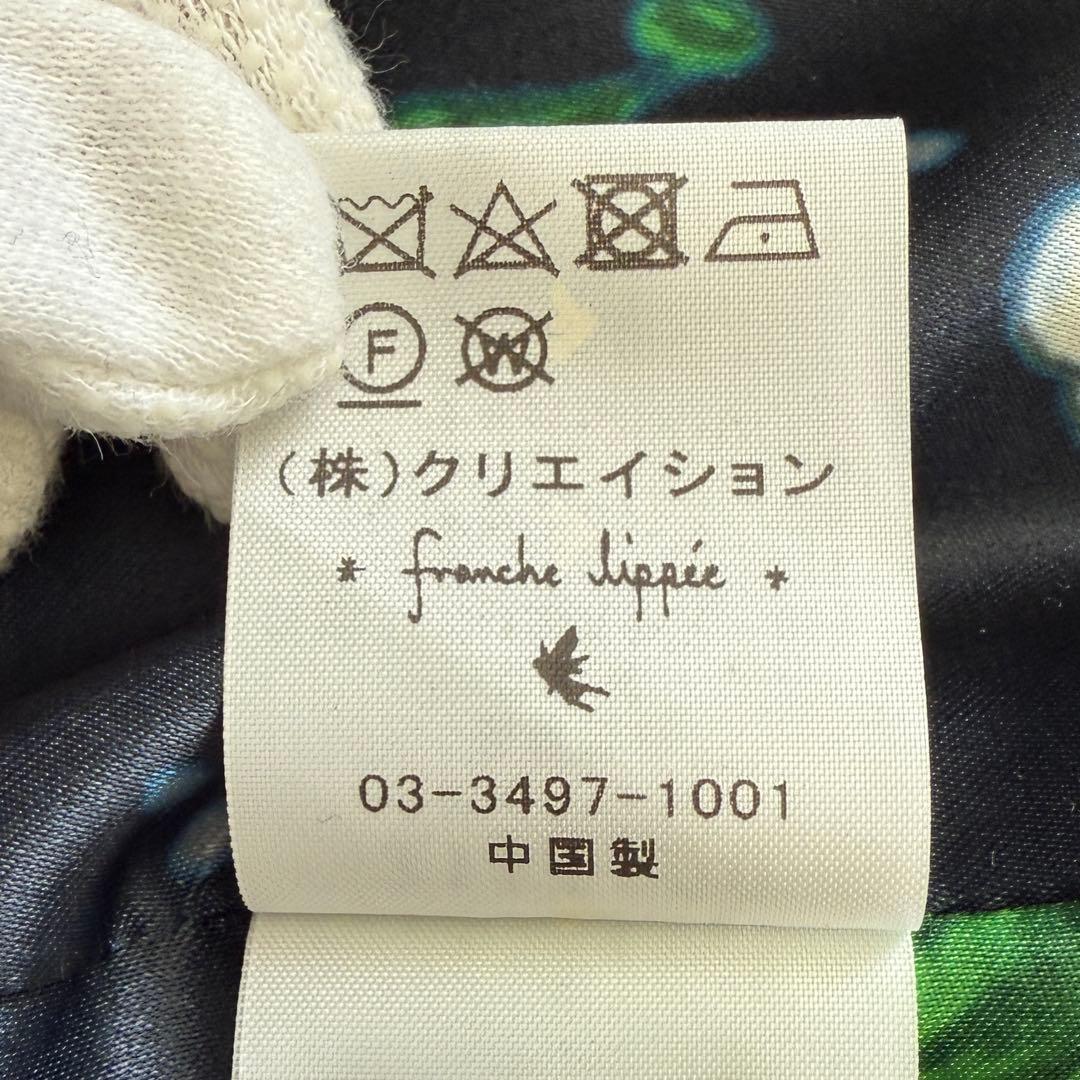 F W
(株)クリエイション
* franche lippée *
03-3497-1001
中国製